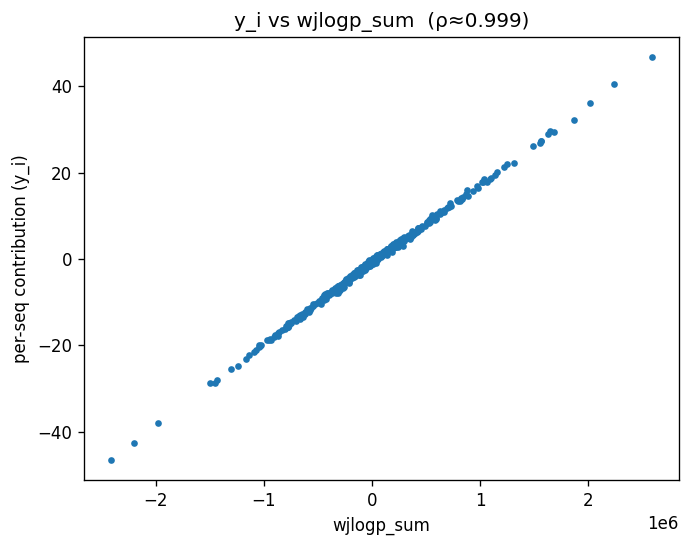 y_i vs wjlogp_sum  (ρ≈0.999)
per-seq contribution (y_i)
40
20
0
−20
−40
−2
−1
0
1
2
1e6
wjlogp_sum